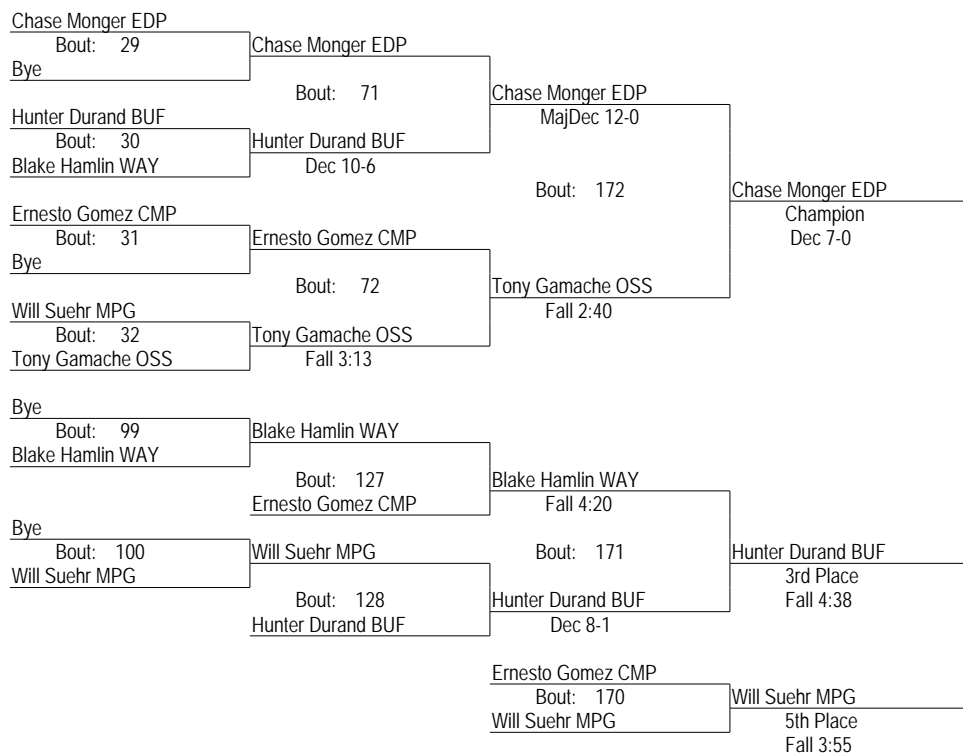 Chase Monger EDP
Bout: 29
Bye
Chase Monger EDP
Bout: 71
Hunter Durand BUF
Bout: 30
Blake Hamlin WAY
Hunter Durand BUF
Dec 10-6
Chase Monger EDP
MajDec 12-0
Bout: 172
Ernesto Gomez CMP
Bout: 31
Bye
Ernesto Gomez CMP
Bout: 72
Will Suehr MPG
Bout: 32
Tony Gamache OSS
Tony Gamache OSS
Fall 3:13
Tony Gamache OSS
Fall 2:40
Chase Monger EDP
Champion
Dec 7-0
Bye
Bout: 99
Blake Hamlin WAY
Blake Hamlin WAY
Bout: 127
Ernesto Gomez CMP
Blake Hamlin WAY
Fall 4:20
Bout: 171
Bye
Bout: 100
Will Suehr MPG
Will Suehr MPG
Bout: 128
Hunter Durand BUF
Hunter Durand BUF
Dec 8-1
Hunter Durand BUF
3rd Place
Fall 4:38
Ernesto Gomez CMP
Bout: 170
Will Suehr MPG
Will Suehr MPG
5th Place
Fall 3:55